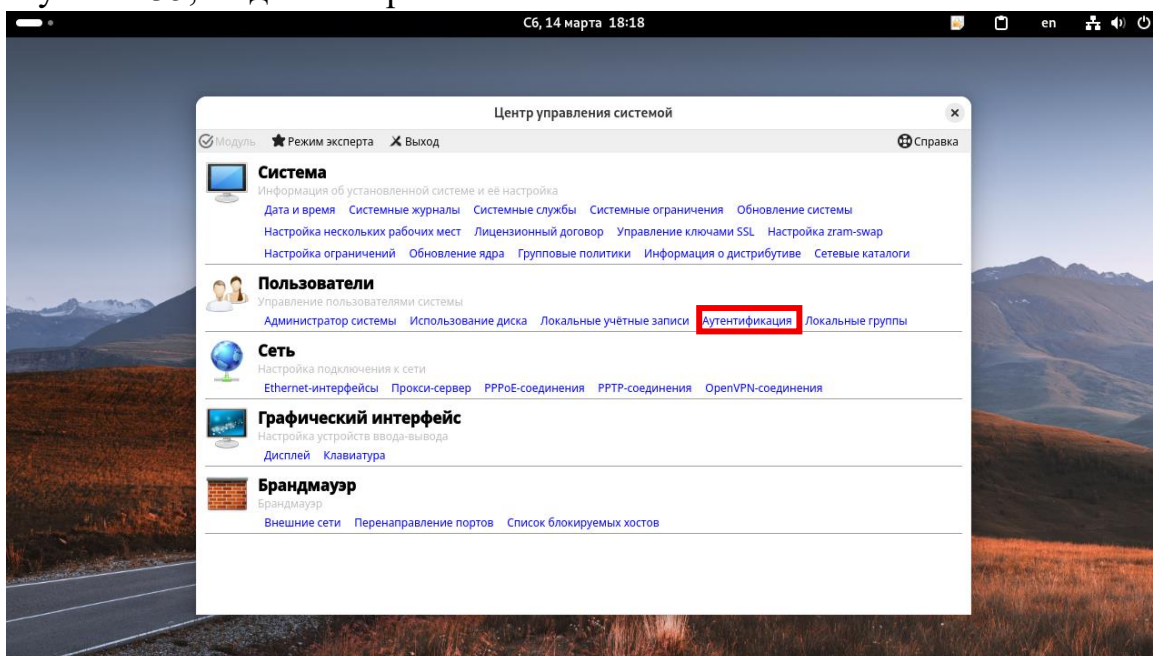 Сб, 14 марта 18:18
en
Центр управления системой
Модуль Режим эксперта Выход Справка
Система
Информация об установленной системе и её настройка
Дата и время Системные журналы Системные службы Системные ограничения Обновление системы
Настройка нескольких рабочих мест Лицензионный договор Управление ключами SSL Настройка zram-swap
Настройка ограничений Обновление ядра Групповые политики Информация о дистрибутиве Сетевые каталоги
Пользователи
Управление пользователями системы
Администратор системы Использование диска Локальные учётные записи Аутентификация Локальные группы
Сеть
Настройка подключения к сети
Ethernet-интерфейсы Прокси-сервер PPPoE-соединения PPTP-соединения OpenVPN-соединения
Графический интерфейс
Настройка устройств ввода-вывода
Дисплей Клавиатура
Брандмауэр
Брандмауэр
Внешние сети Перенаправление портов Список блокируемых хостов